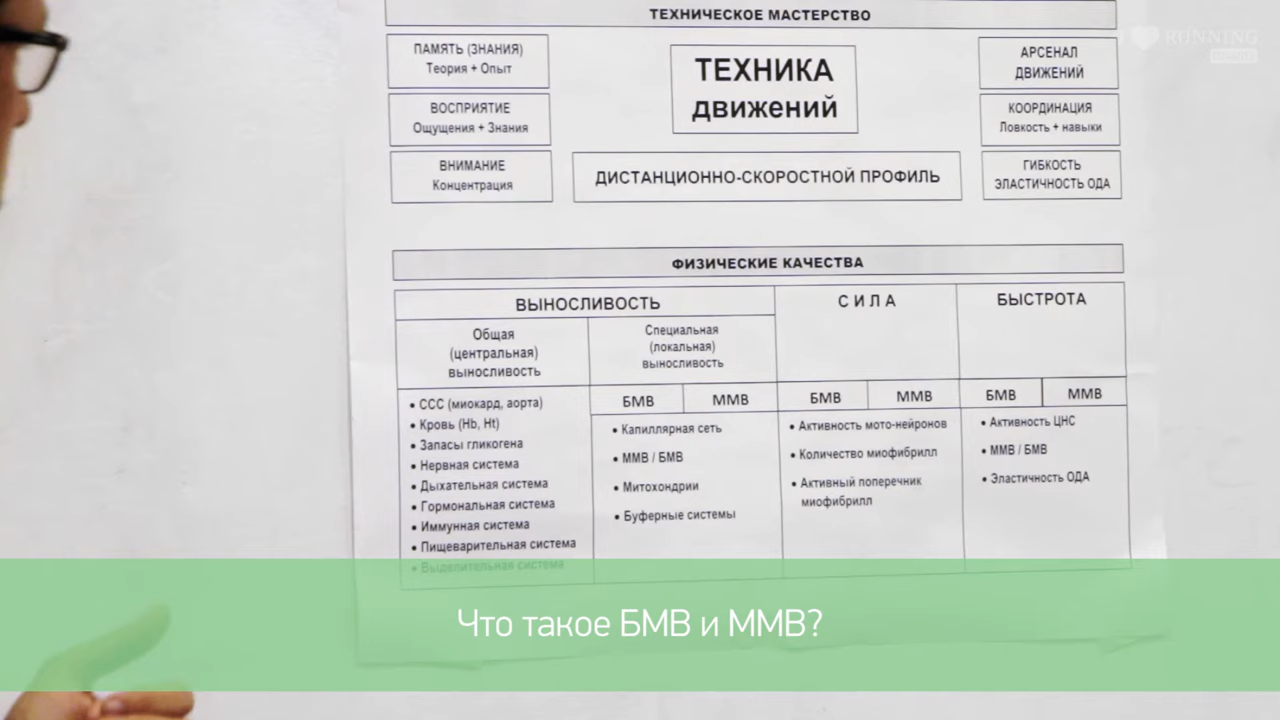 ТЕХНИЧЕСКОЕ МАСТЕРСТВО
RUNNING
ПАМЯТЬ (ЗНАНИЯ)
Теория + Опыт
ВОСПРИЯТИЕ
Ощущения + Знания
ВНИМАНИЕ
Концентрация
ТЕХНИКА
движений
ДИСТАНЦИОННО-СКОРОСТНОЙ ПРОФИЛЬ
АРСЕНАЛ
ДВИЖЕНИЙ
КООРДИНАЦИЯ
Ловкость + навыки
ГИБКОСТЬ
ЭЛАСТИЧНОСТЬ ОДА
ФИЗИЧЕСКИЕ КАЧЕСТВА
ВЫНОСЛИВОСТЬ
Общая
(центральная)
выносливость
• ССС (миокард, аорта)
• Кровь (Hb, Ht)
• Запасы гликогена
• Нервная система
• Дыхательная система
• Гормональная система
• Иммунная система
• Пищеварительная система
• Выделительная система
Специальная
(локальная)
выносливость
БМВ ММВ
• Капиллярная сеть
• ММВ / БМВ
• Митохондрии
• Буферные системы
СИЛА
БМВ ММВ
• Активность мото-нейронов
• Количество миофибрилл
• Активный поперечник
миофибрилл
БЫСТРОТА
БМВ ММВ
• Активность ЦНС
• ММВ / БМВ
• Эластичность ОДА
Что такое БМВ и ММВ?